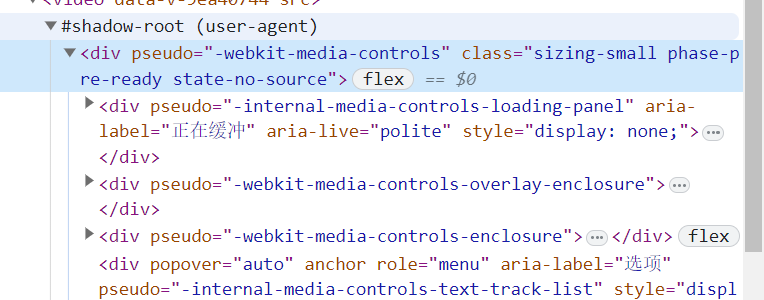 <video data-v-9ea40744 src>
#shadow-root (user-agent)
<div pseudo="-webkit-media-controls" class="sizing-small phase-p
re-ready state-no-source"> flex == $0
<div pseudo="-internal-media-controls-loading-panel" aria-
label="正在缓冲" aria-live="polite" style="display: none;"> ⋯
</div>
<div pseudo="-webkit-media-controls-overlay-enclosure"> ⋯
</div>
<div pseudo="-webkit-media-controls-enclosure"> ⋯ </div> flex
<div popover="auto" anchor role="menu" aria-label="选项"
pseudo="-internal-media-controls-text-track-list" style="displ